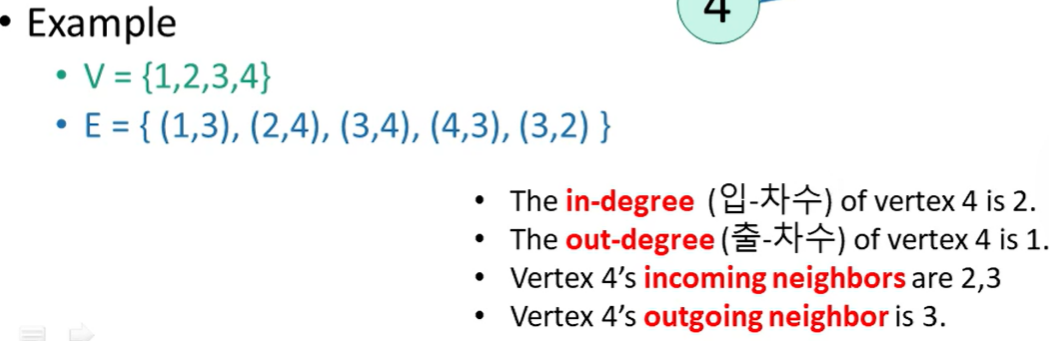 4
• Example
• V = {1,2,3,4}
• E = { (1,3), (2,4), (3,4), (4,3), (3,2) }
• The in-degree (입-차수) of vertex 4 is 2.
• The out-degree (출-차수) of vertex 4 is 1.
• Vertex 4's incoming neighbors are 2,3
• Vertex 4's outgoing neighbor is 3.